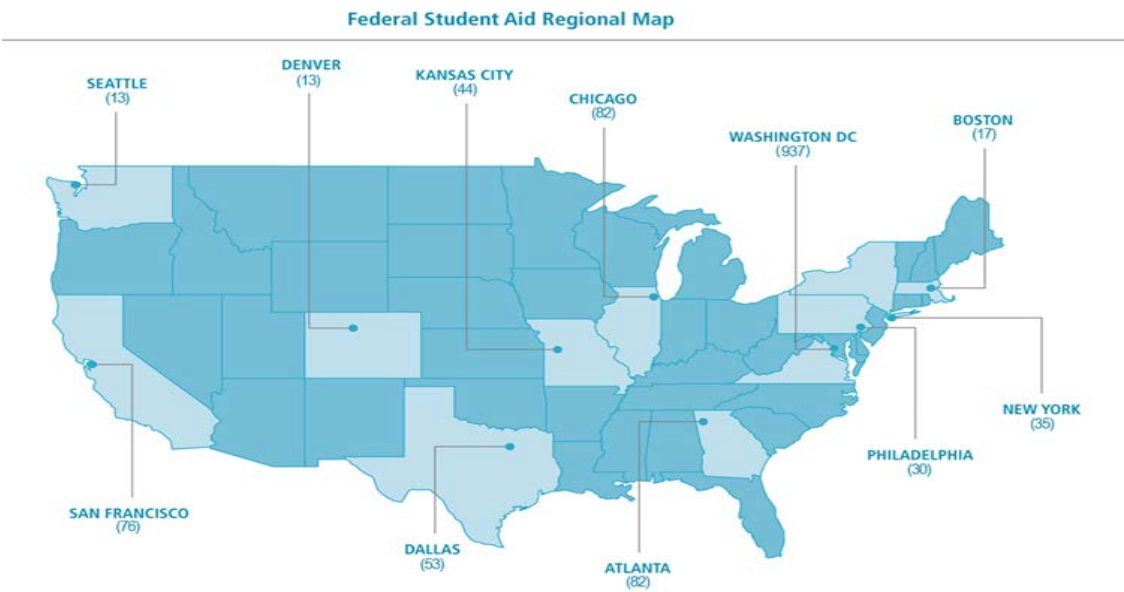 Federal Student Aid Regional Map
SEATTLE
(13)
DENVER
(13)
KANSAS CITY
(44)
CHICAGO
(82)
WASHINGTON DC
(937)
BOSTON
(17)
NEW YORK
(35)
PHILADELPHIA
(30)
SAN FRANCISCO
(76)
DALLAS
(53)
ATLANTA
(82)